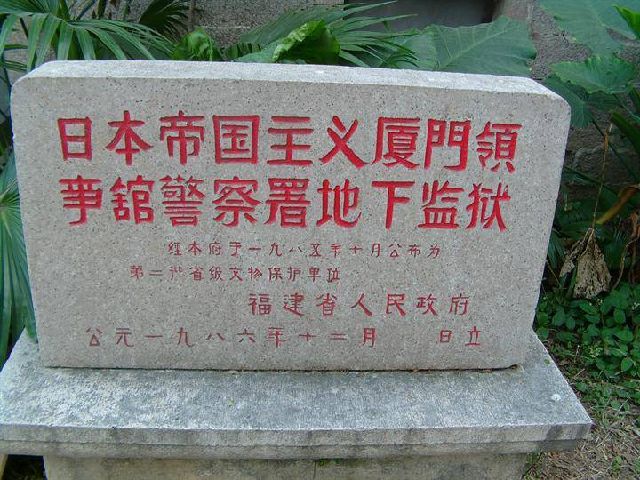 日本帝国主义厦門領
事舘警察署地下监狱
经本府于一九八五年十月公布为
第二批省级文物保护单位
福建省人民政府
公元一九八六年十二月 日立